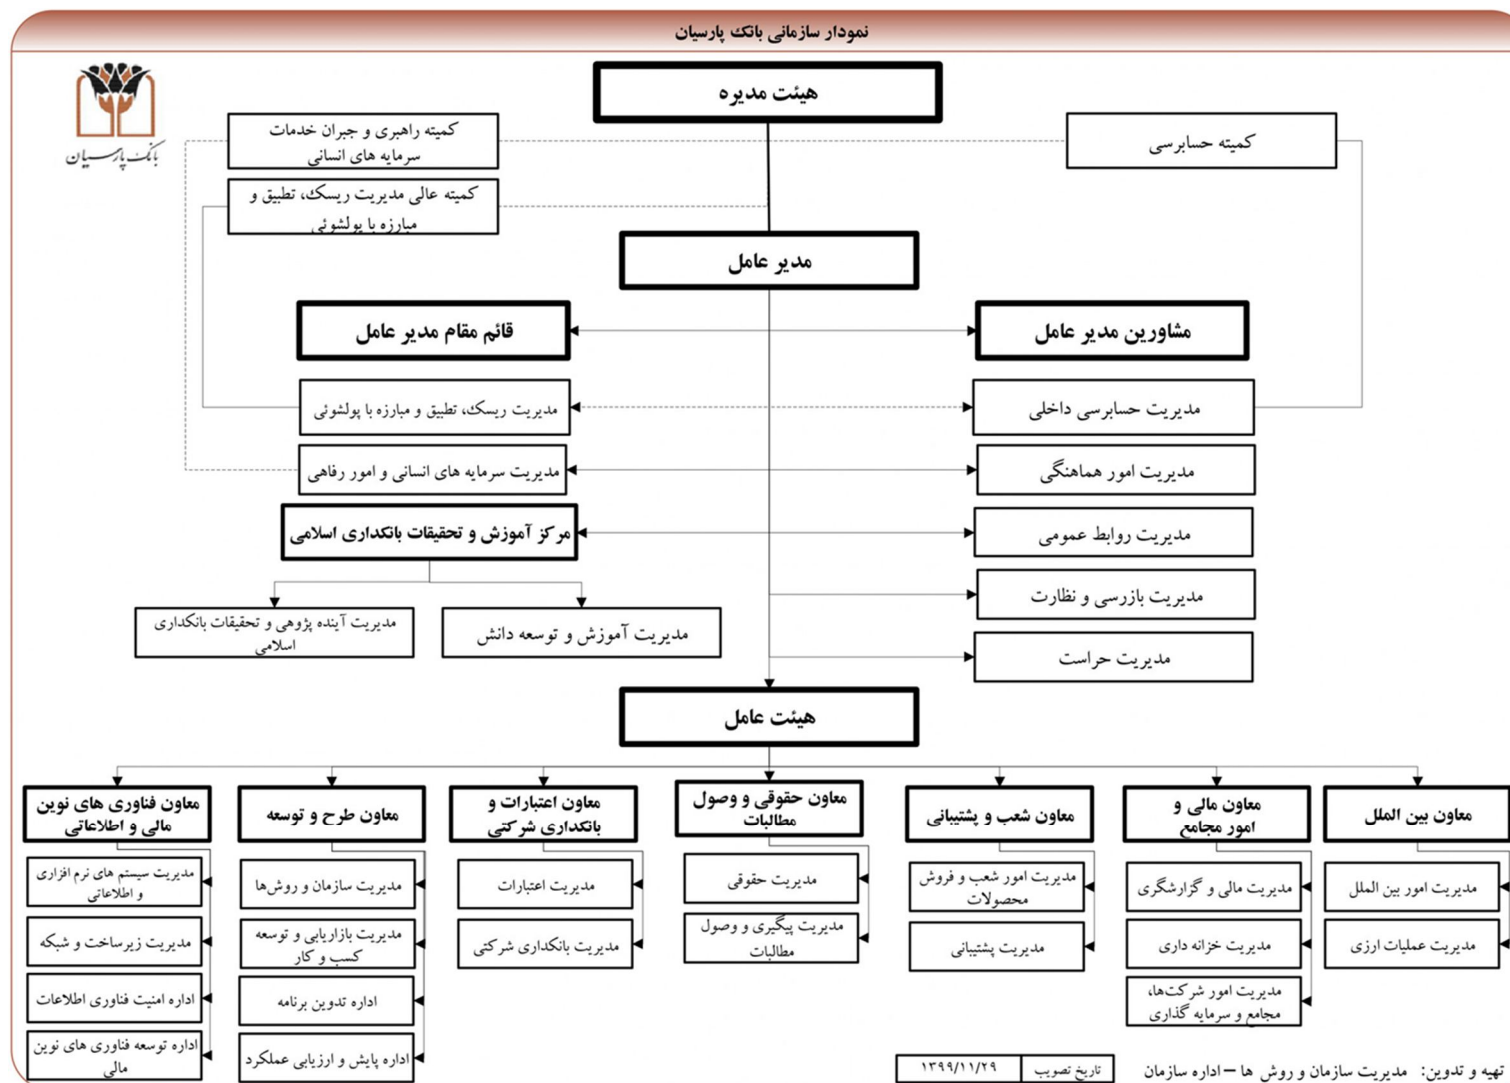 نمودار سازمانی بانک پارسیان
بانک پارسیان
هیئت مدیره
کمیته حسابرسی
کمیته راهبری و جبران خدمات
سرمایه های انسانی
کمیته عالی مدیریت ریسک، تطبیق و
مبارزه با پولشوئی
مدیر عامل
مشاورین مدیر عامل
قائم مقام مدیر عامل
مدیریت حسابرسی داخلی
مدیریت ریسک، تطبیق و مبارزه با پولشوئی
مدیریت امور هماهنگی
مدیریت سرمایه های انسانی و امور رفاهی
مدیریت روابط عمومی
مرکز آموزش و تحقیقات بانکداری اسلامی
مدیریت بازرسی و نظارت
مدیریت آموزش و توسعه دانش
مدیریت آینده پژوهی و تحقیقات بانکداری
اسلامی
مدیریت حراست
هیئت عامل
معاون بین الملل
مدیریت امور بین الملل
مدیریت عملیات ارزی
معاون مالی و
امور مجامع
مدیریت مالی و گزارشگری
مدیریت خزانه داری
مدیریت امور شرکت‌ها،
مجامع و سرمایه گذاری
معاون شعب و پشتیبانی
مدیریت امور شعب و فروش
محصولات
مدیریت پشتیبانی
معاون حقوقی و وصول
مطالبات
مدیریت حقوقی
مدیریت پیگیری و وصول
مطالبات
معاون اعتبارات و
بانکداری شرکتی
مدیریت اعتبارات
مدیریت بانکداری شرکتی
معاون طرح و توسعه
مدیریت سازمان و روش‌ها
مدیریت بازاریابی و توسعه
کسب و کار
اداره تدوین برنامه
اداره پایش و ارزیابی عملکرد
معاون فناوری های نوین
مالی و اطلاعاتی
مدیریت سیستم های نرم افزاری
و اطلاعاتی
مدیریت زیرساخت و شبکه
اداره امنیت فناوری اطلاعات
اداره توسعه فناوری های نوین
مالی
تهیه و تدوین: مدیریت سازمان و روش ها – اداره سازمان
تاریخ تصویب
۱۳۹۹/۱۱/۲۹